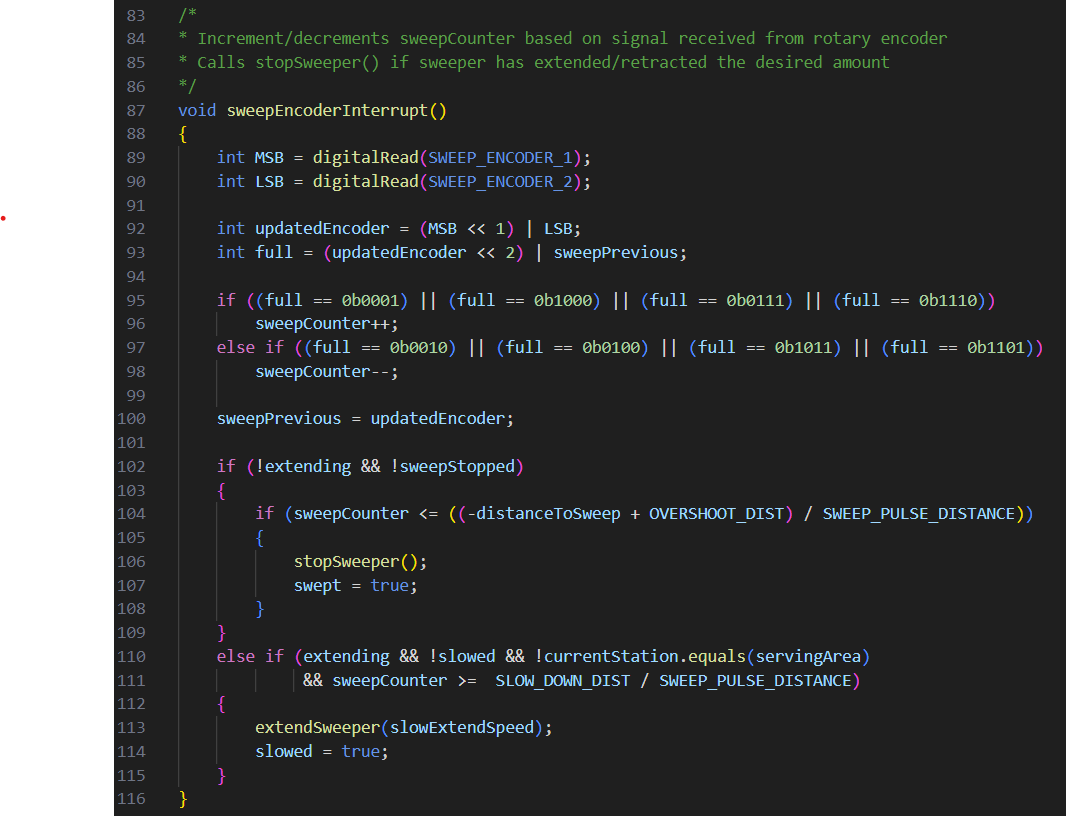 83 /*
84 * Increment/decrements sweepCounter based on signal received from rotary encoder
85 * Calls stopSweeper() if sweeper has extended/retracted the desired amount
86 */
87 void sweepEncoderInterrupt()
88 {
89 int MSB = digitalRead(SWEEP_ENCODER_1);
90 int LSB = digitalRead(SWEEP_ENCODER_2);
91
92 int updatedEncoder = (MSB << 1) | LSB;
93 int full = (updatedEncoder << 2) | sweepPrevious;
94
95 if ((full == 0b0001) || (full == 0b1000) || (full == 0b0111) || (full == 0b1110))
96 sweepCounter++;
97 else if ((full == 0b0010) || (full == 0b0100) || (full == 0b1011) || (full == 0b1101))
98 sweepCounter--;
99
100 sweepPrevious = updatedEncoder;
101
102 if (!extending && !sweepStopped)
103 {
104 if (sweepCounter <= ((-distanceToSweep + OVERSHOOT_DIST) / SWEEP_PULSE_DISTANCE))
105 {
106 stopSweeper();
107 swept = true;
108 }
109 }
110 else if (extending && !slowed && !currentStation.equals(servingArea)
111 && sweepCounter >=  SLOW_DOWN_DIST / SWEEP_PULSE_DISTANCE)
112 {
113 extendSweeper(slowExtendSpeed);
114 slowed = true;
115 }
116 }